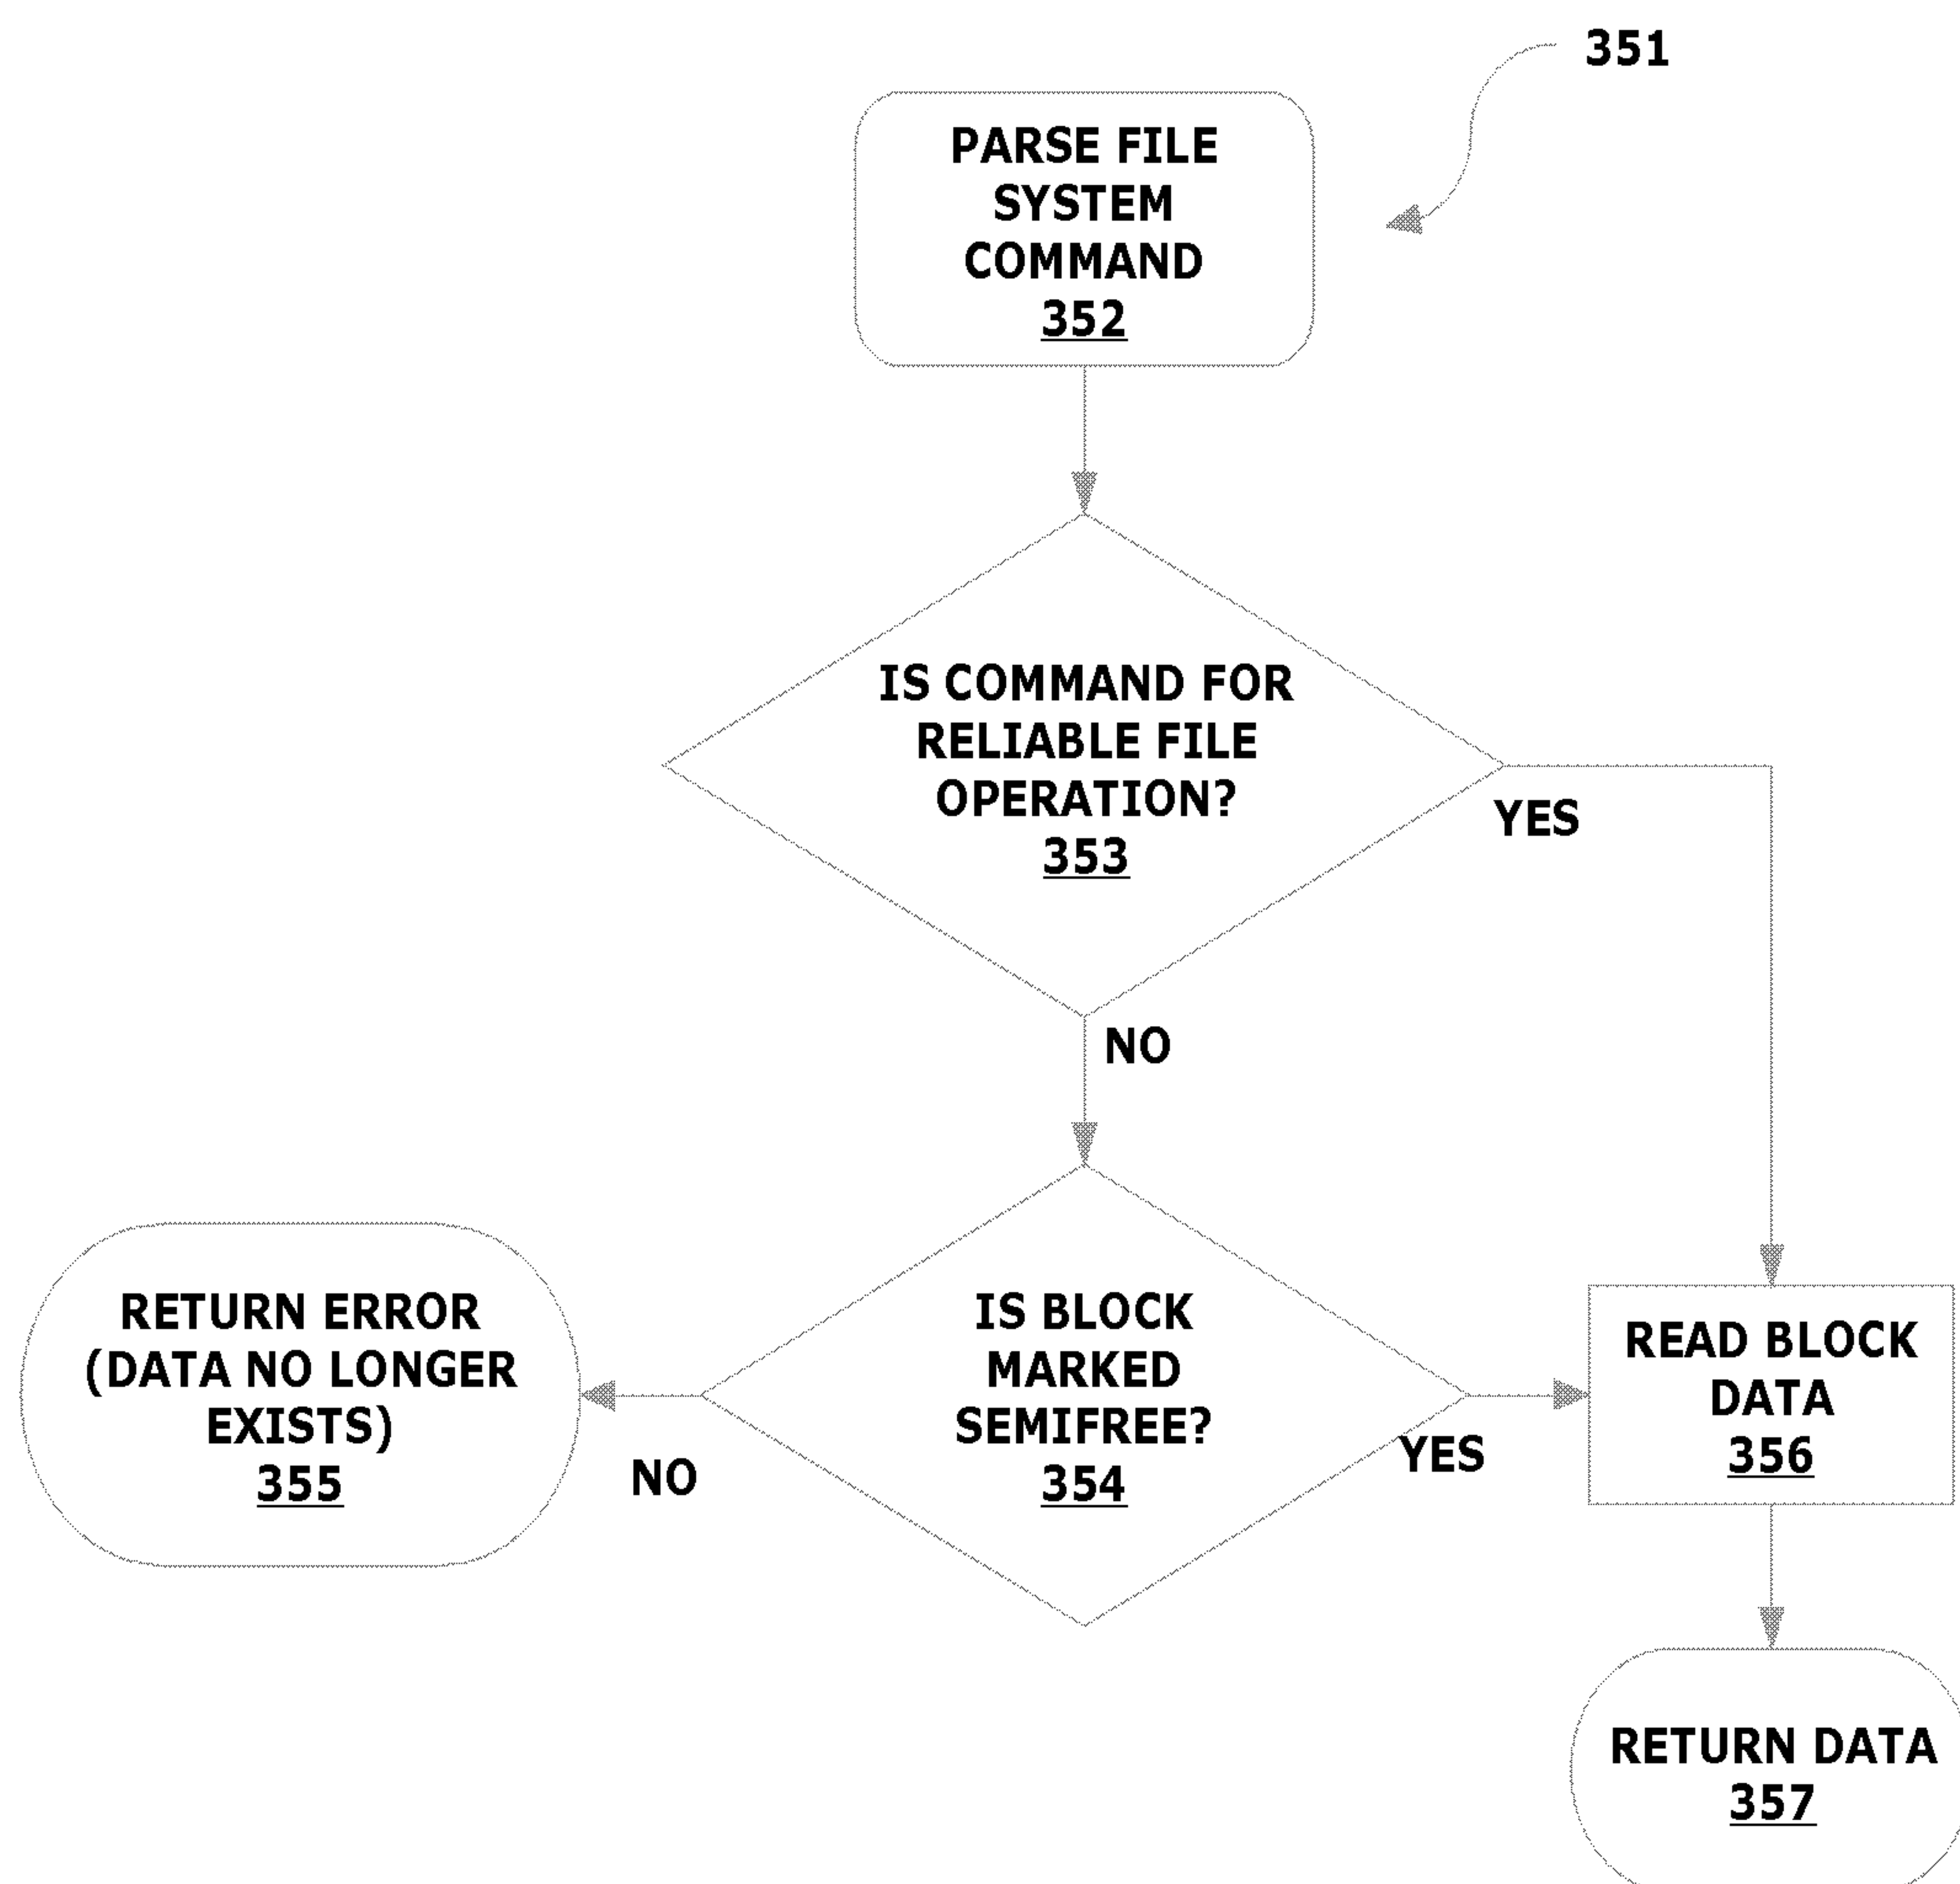 351
PARSE FILE
SYSTEM
COMMAND
352
IS COMMAND FOR
RELIABLE FILE
OPERATION?
353
YES
NO
RETURN ERROR
(DATA NO LONGER
EXISTS)
355
NO
IS BLOCK
MARKED
SEMIFREE?
354
YES
READ BLOCK
DATA
356
RETURN DATA
357